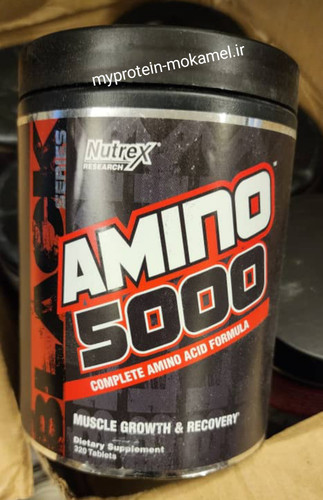 myprotein-mokamel.ir
BLACK
SERIES
Nutrex
RESEARCH
AMINO
5000
COMPLETE AMINO ACID FORMULA
MUSCLE GROWTH & RECOVERY*
Dietary Supplement
320 Tablets